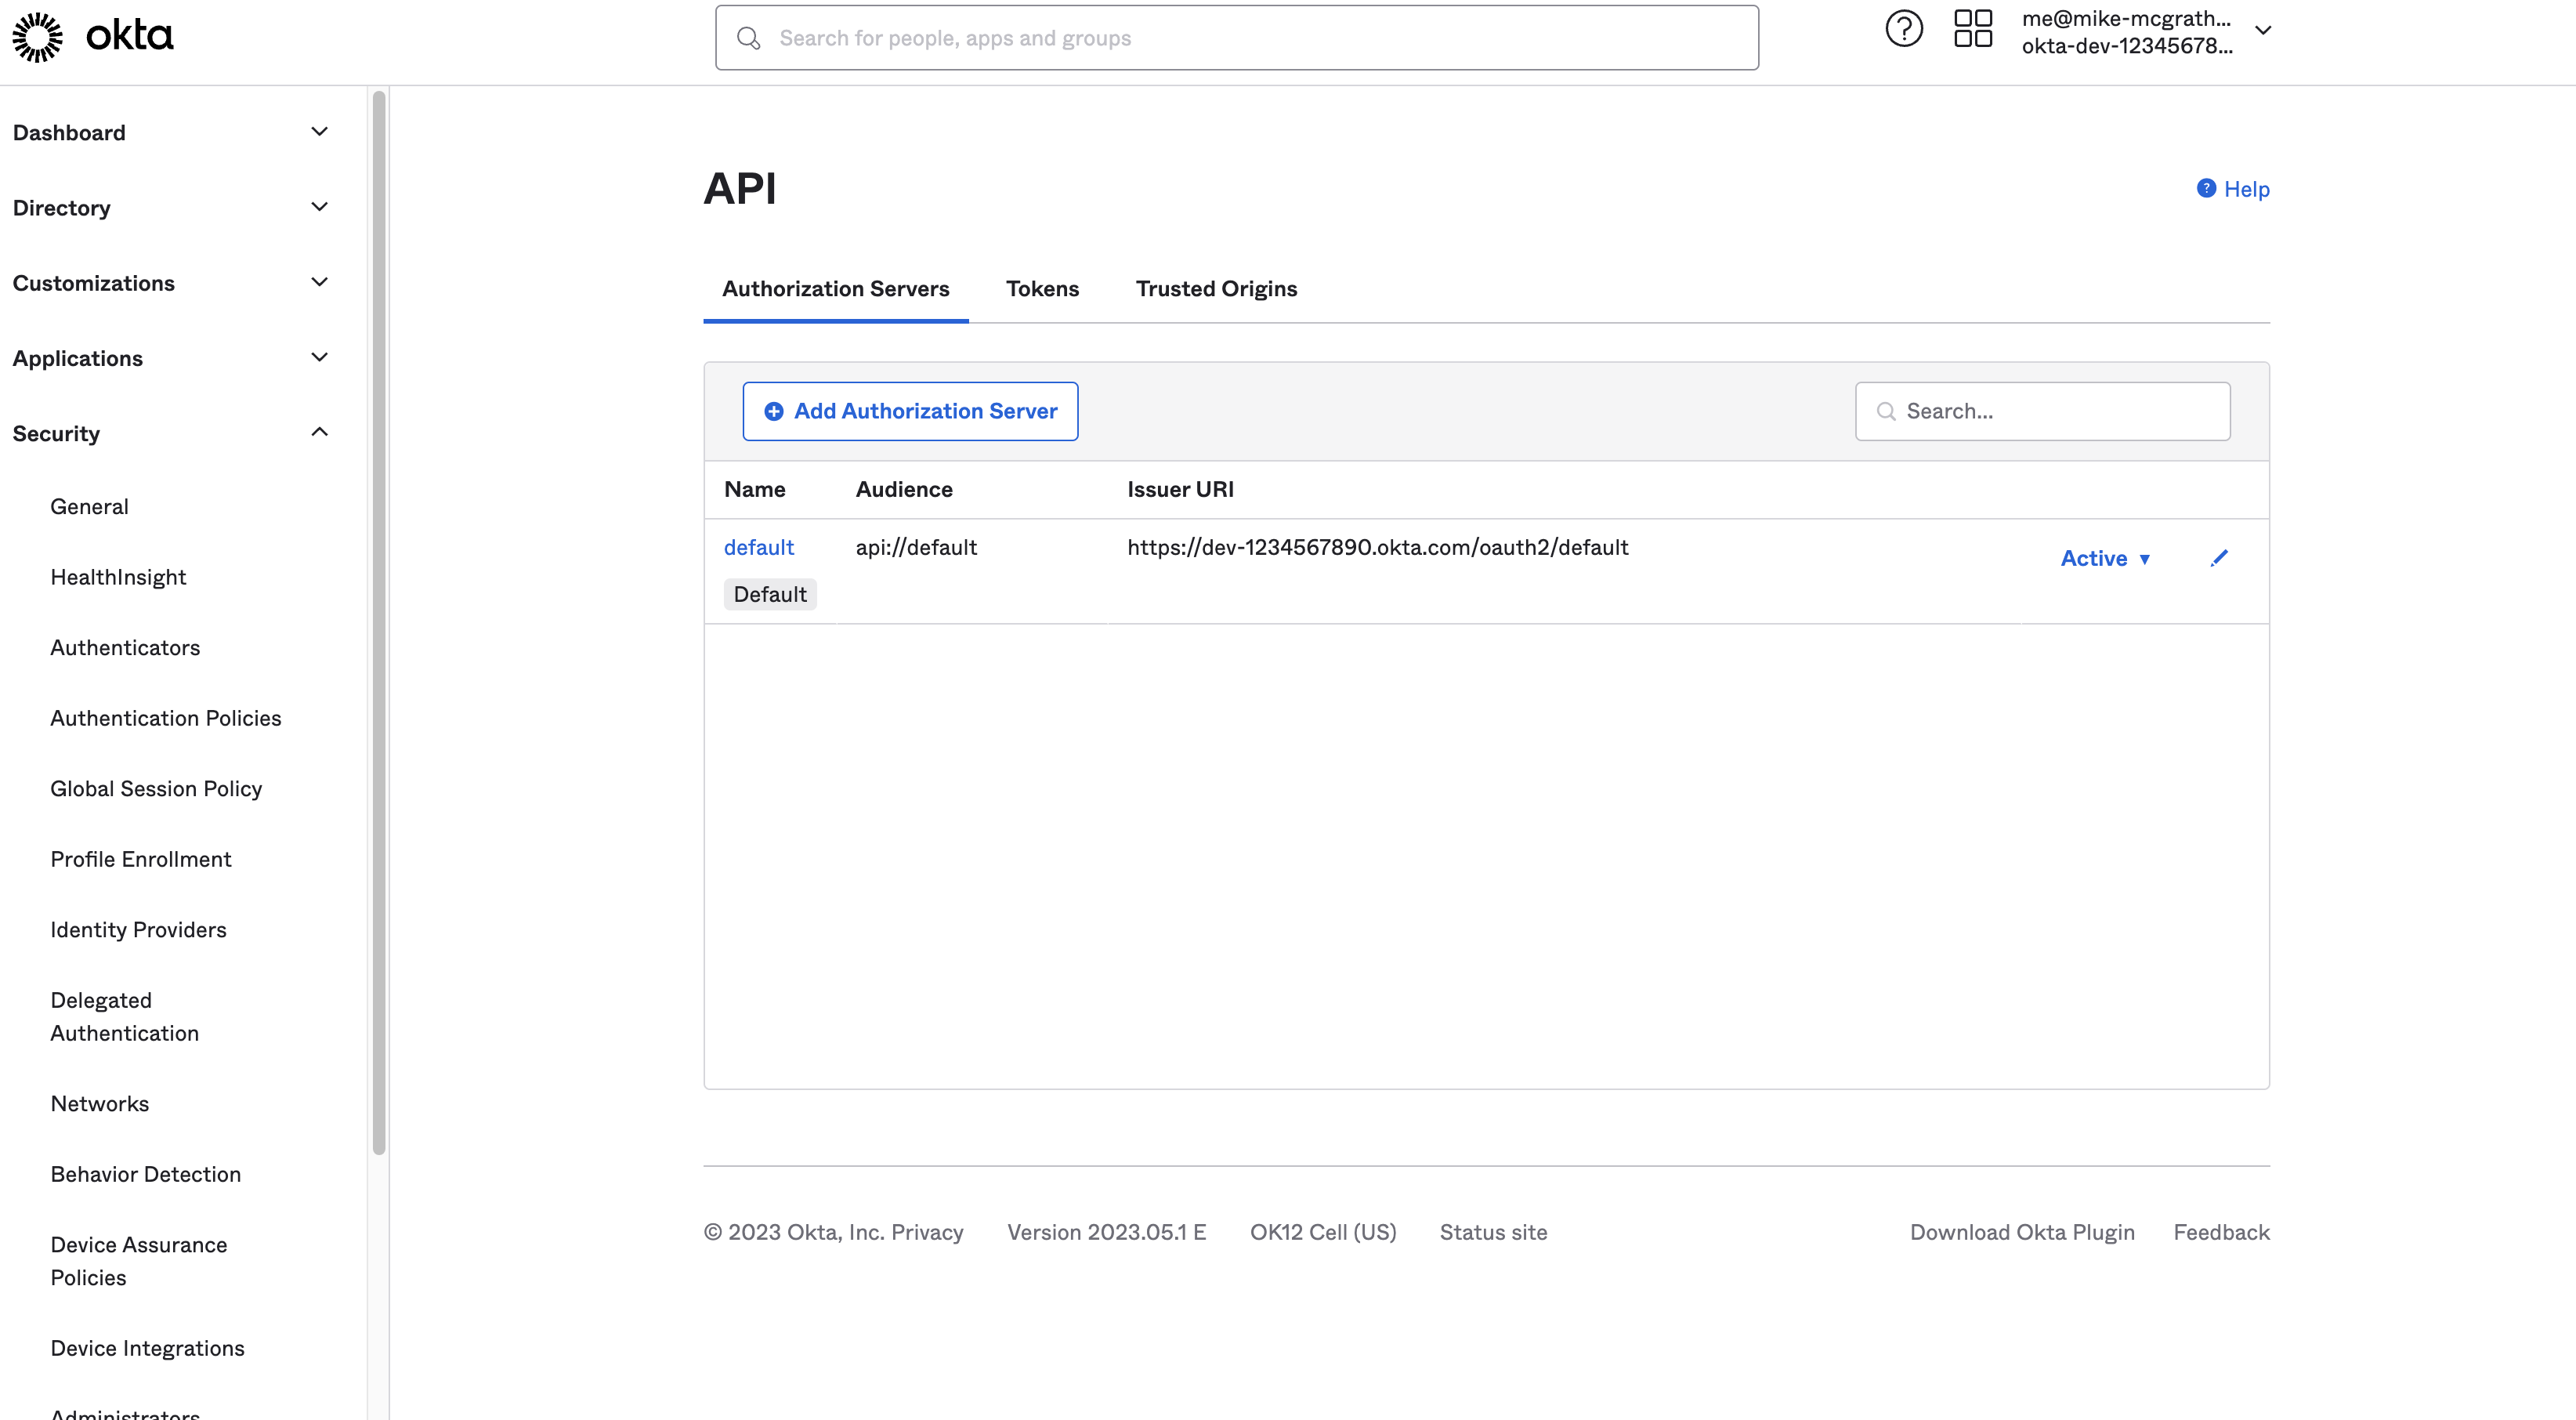 okta
Search for people, apps and groups
me@mike-mcgrath...
okta-dev-12345678...
Dashboard
Directory
Customizations
Applications
Security
General
HealthInsight
Authenticators
Authentication Policies
Global Session Policy
Profile Enrollment
Identity Providers
Delegated
Authentication
Networks
Behavior Detection
Device Assurance
Policies
Device Integrations
Administrators
API
Help
Authorization Servers Tokens Trusted Origins
Add Authorization Server
Search...
Name Audience Issuer URI
default api://default https://dev-1234567890.okta.com/oauth2/default
Active
Default
© 2023 Okta, Inc. Privacy Version 2023.05.1 E OK12 Cell (US) Status site Download Okta Plugin Feedback